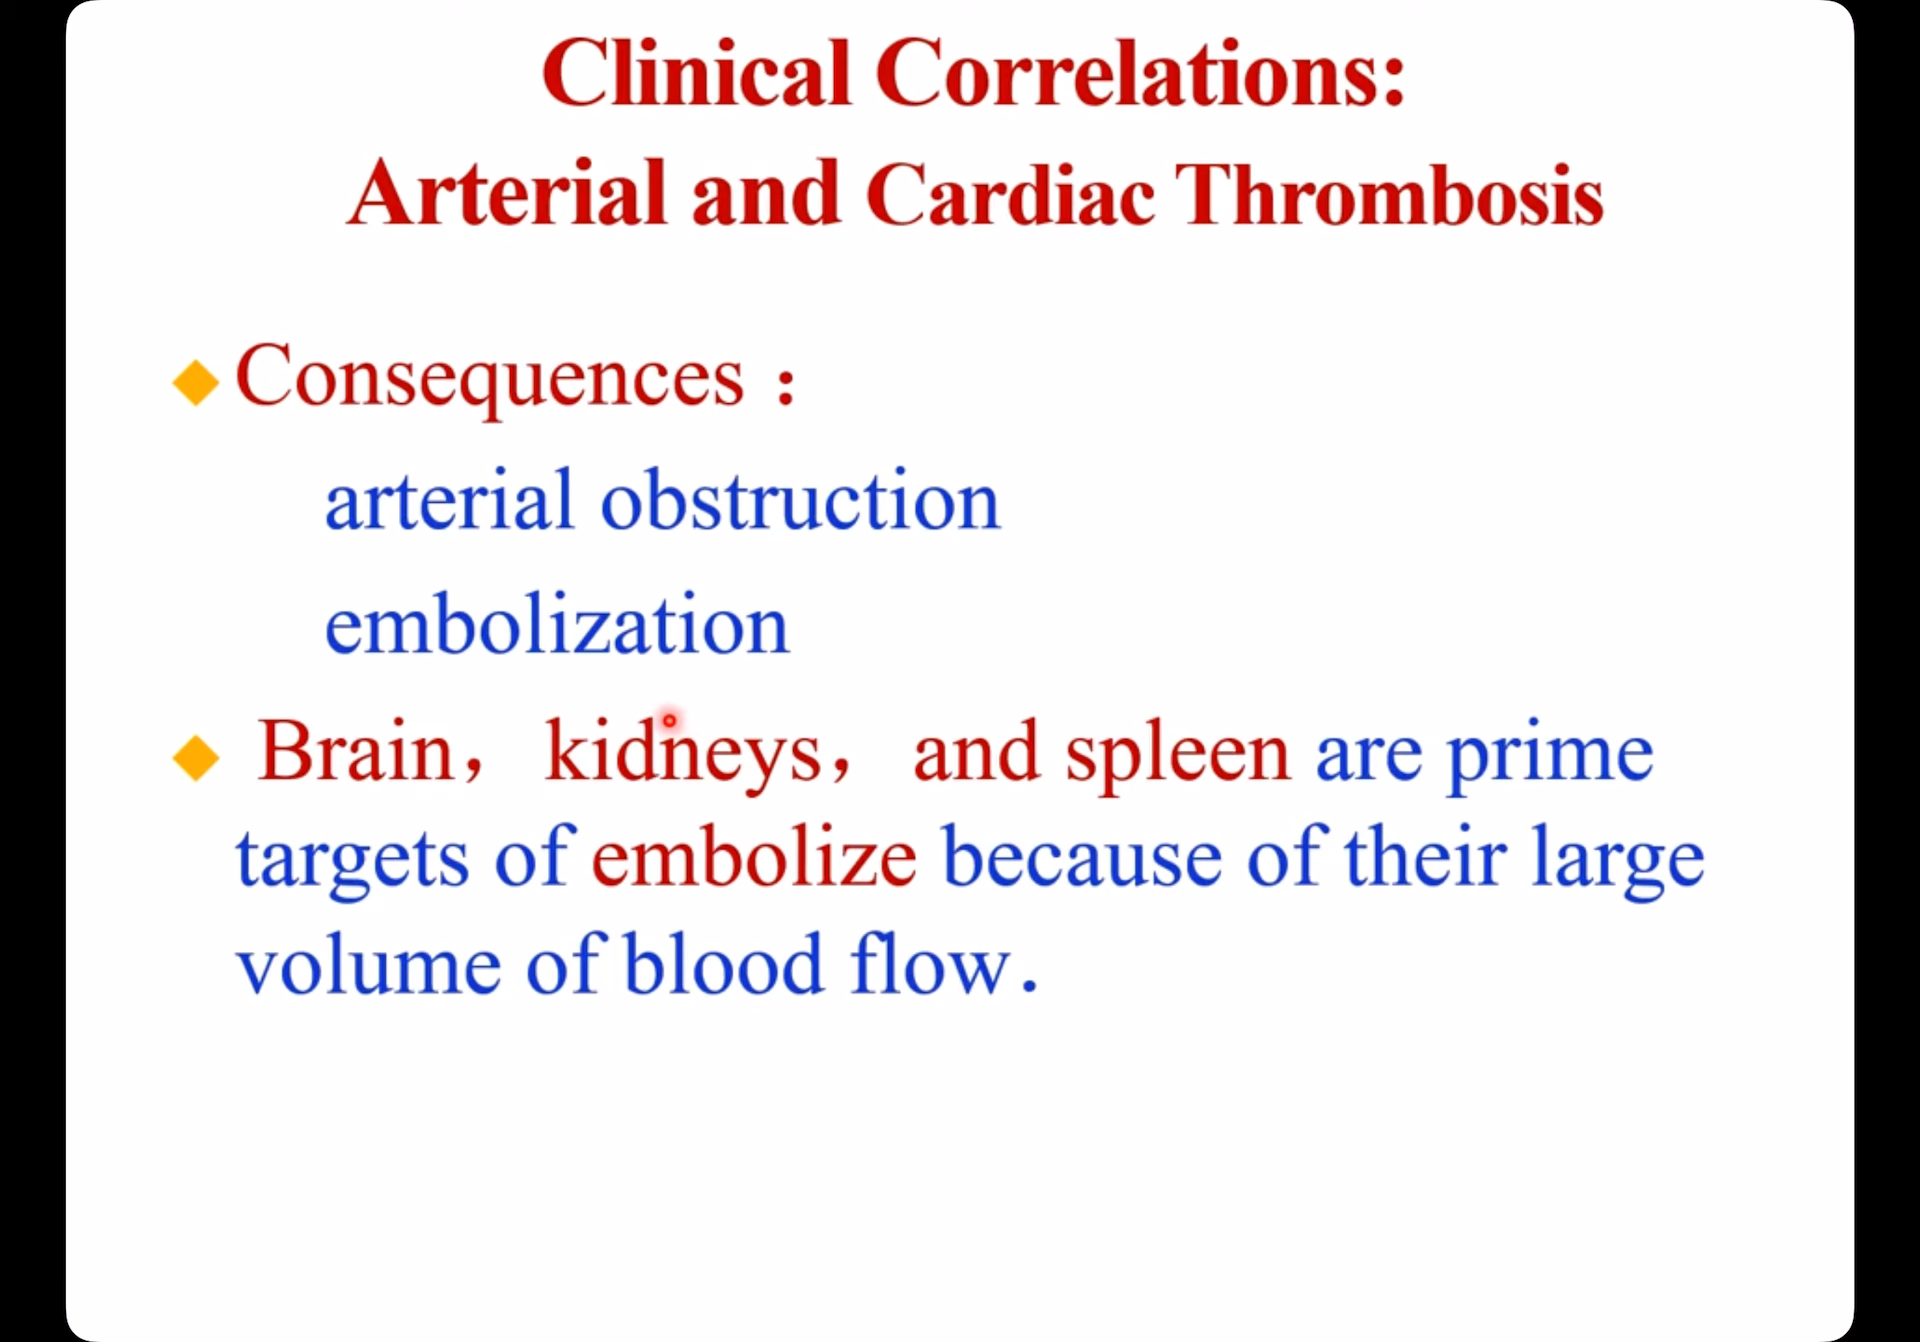 Clinical Correlations:
Arterial and Cardiac Thrombosis
Consequences：
arterial obstruction
embolization
Brain， kidneys， and spleen are prime
targets of embolize because of their large
volume of blood flow．